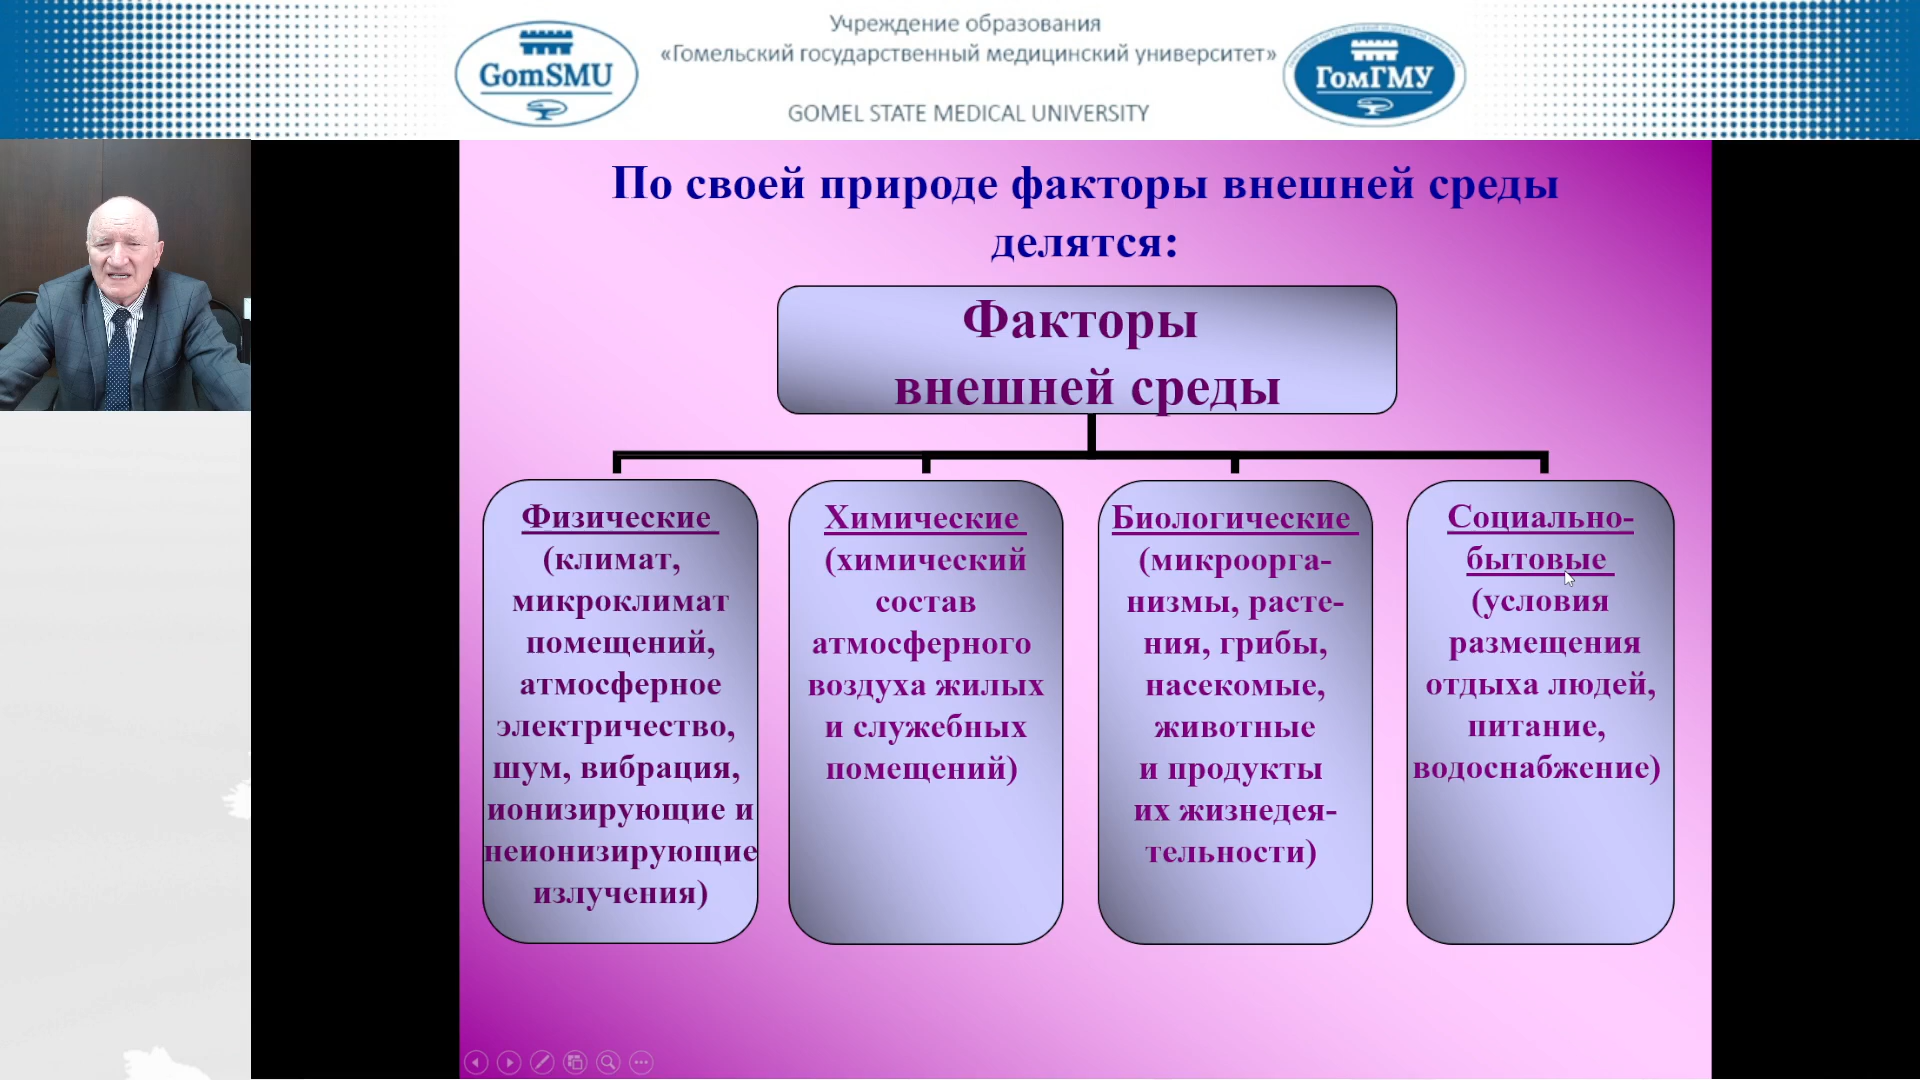 Учреждение образования
«Гомельский государственный медицинский университет»
GOMEL STATE MEDICAL UNIVERSITY
GomSMU
ГомГМУ
По своей природе факторы внешней среды
делятся:
Факторы
внешней среды
Физические
(климат,
микроклимат
помещений,
атмосферное
электричество,
шум, вибрация,
ионизирующие и
неионизирующие
излучения)
Химические
(химический
состав
атмосферного
воздуха жилых
и служебных
помещений)
Биологические
(микроорга-
низмы, расте-
ния, грибы,
насекомые,
животные
и продукты
их жизнедея-
тельности)
Социально-
бытовые
(условия
размещения
отдыха людей,
питание,
водоснабжение)